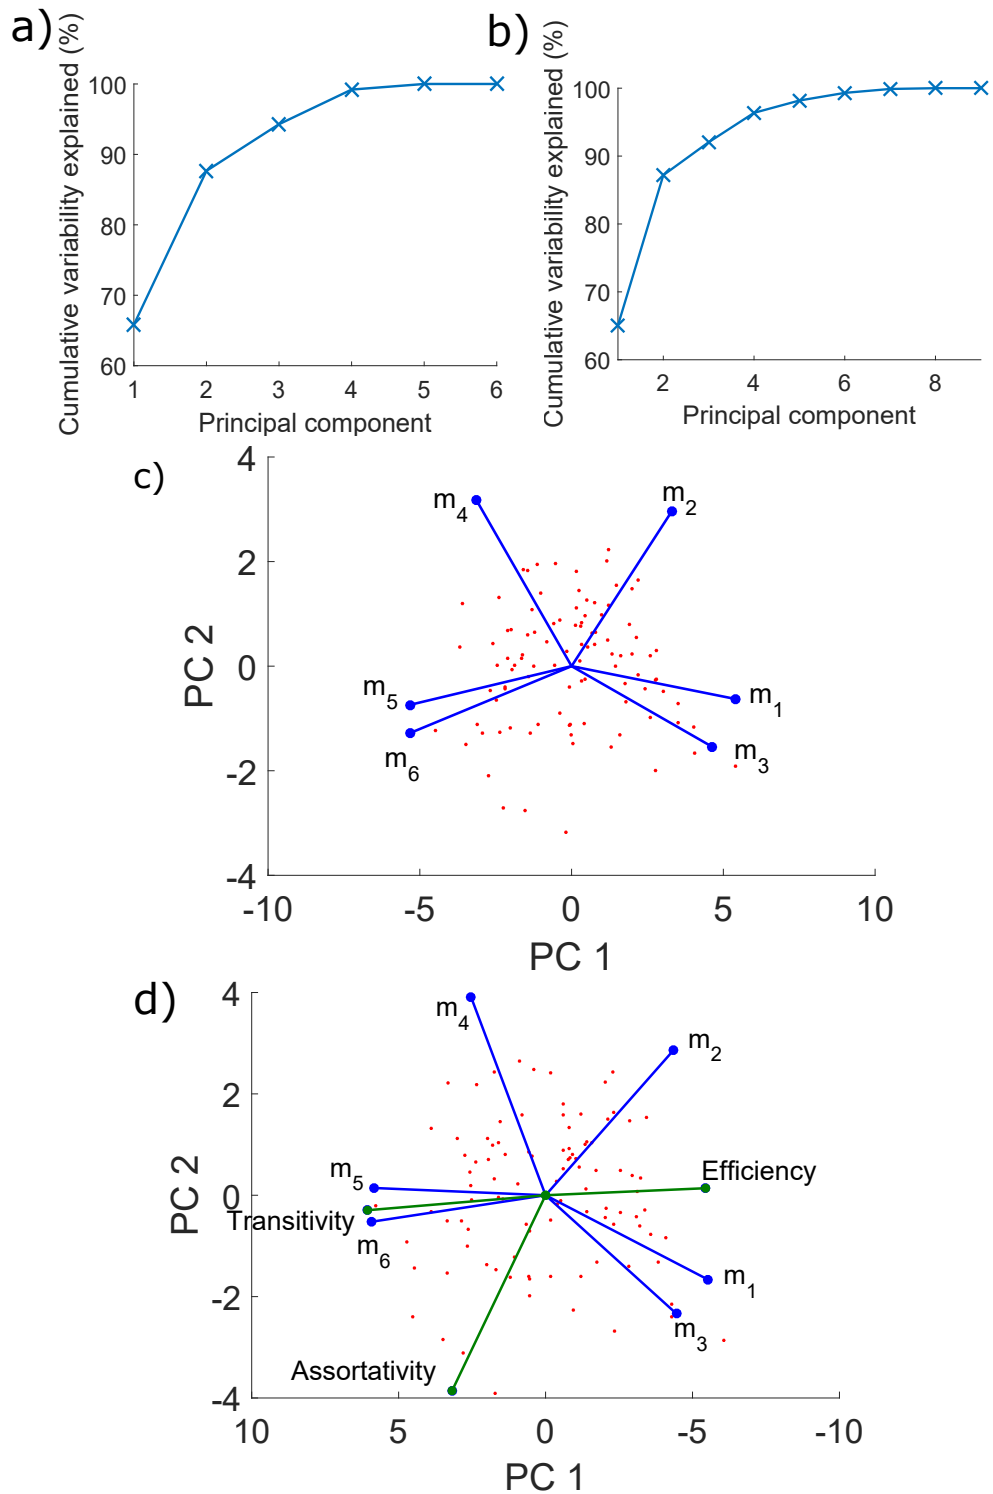 a)
Cumulative variability explained (%)
100
90
80
70
60
1 2 3 4 5 6
Principal component
b)
Cumulative variability explained (%)
100
90
80
70
60
2 4 6 8
Principal component
c)
PC 2
4
2
0
-2
-4
-10 -5 0 5 10
PC 1
m4
m2
m5
m6
m1
m3
d)
PC 2
4
2
0
-2
-4
10 5 0 -5 -10
PC 1
m4
m2
m5
Efficiency
Transitivity
m6
m1
m3
Assortativity